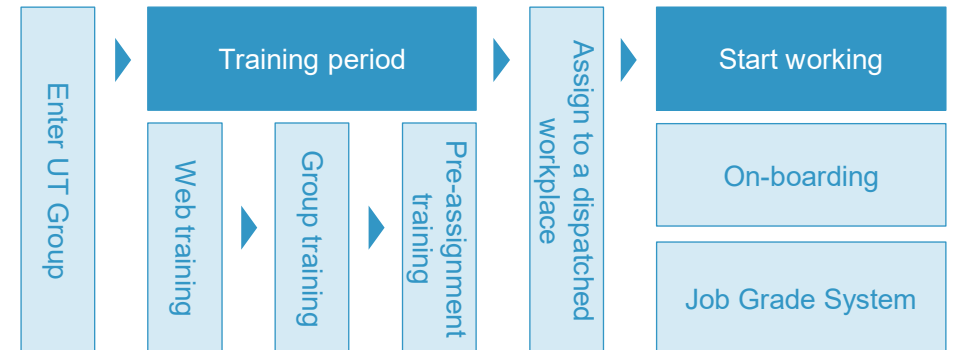 Enter UT Group
Training period
Web training
Group training
Pre-assignment
training
Assign to a dispatched
workplace
Start working
On-boarding
Job Grade System